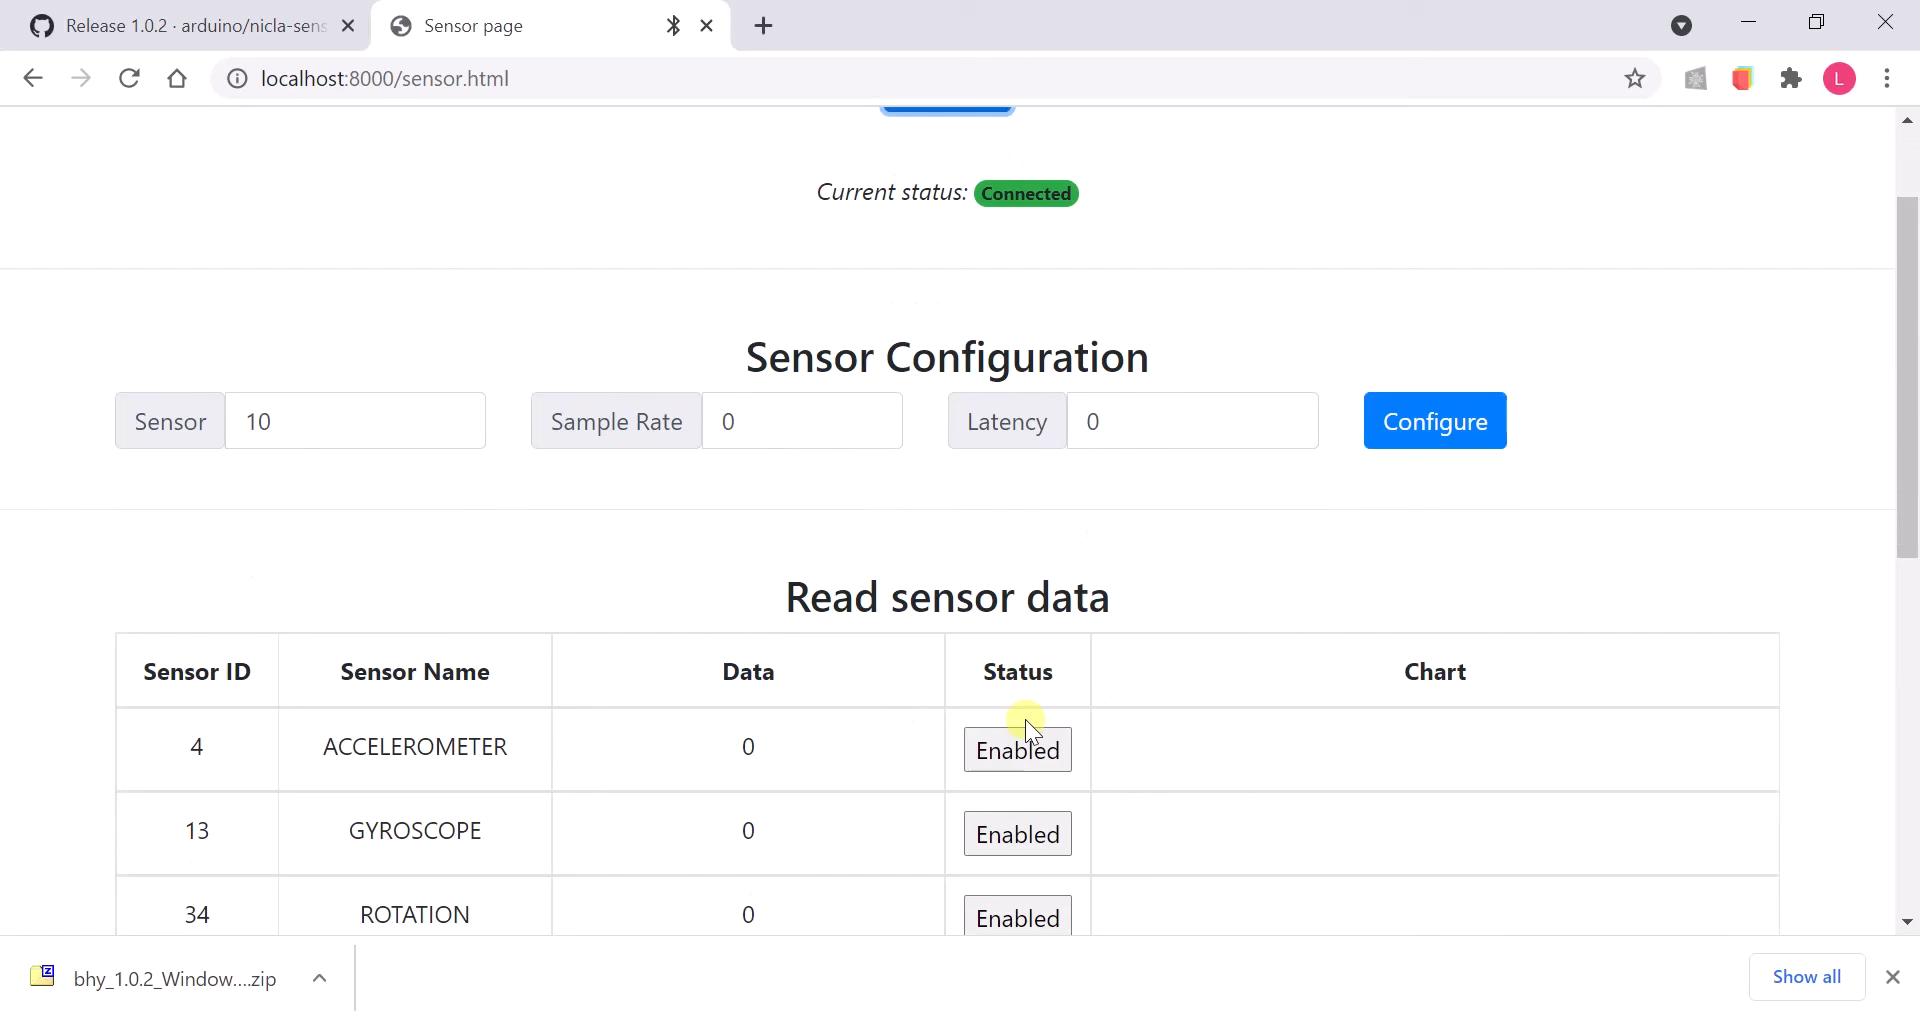 Release 1.0.2 · arduino/nicla-sens
Sensor page
localhost:8000/sensor.html
L
Current status: Connected
Sensor Configuration
Sensor 10 Sample Rate 0 Latency 0 Configure
Read sensor data
Sensor ID Sensor Name Data Status Chart
4 ACCELEROMETER 0 Enabled
13 GYROSCOPE 0 Enabled
34 ROTATION 0 Enabled
bhy_1.0.2_Window....zip
Show all